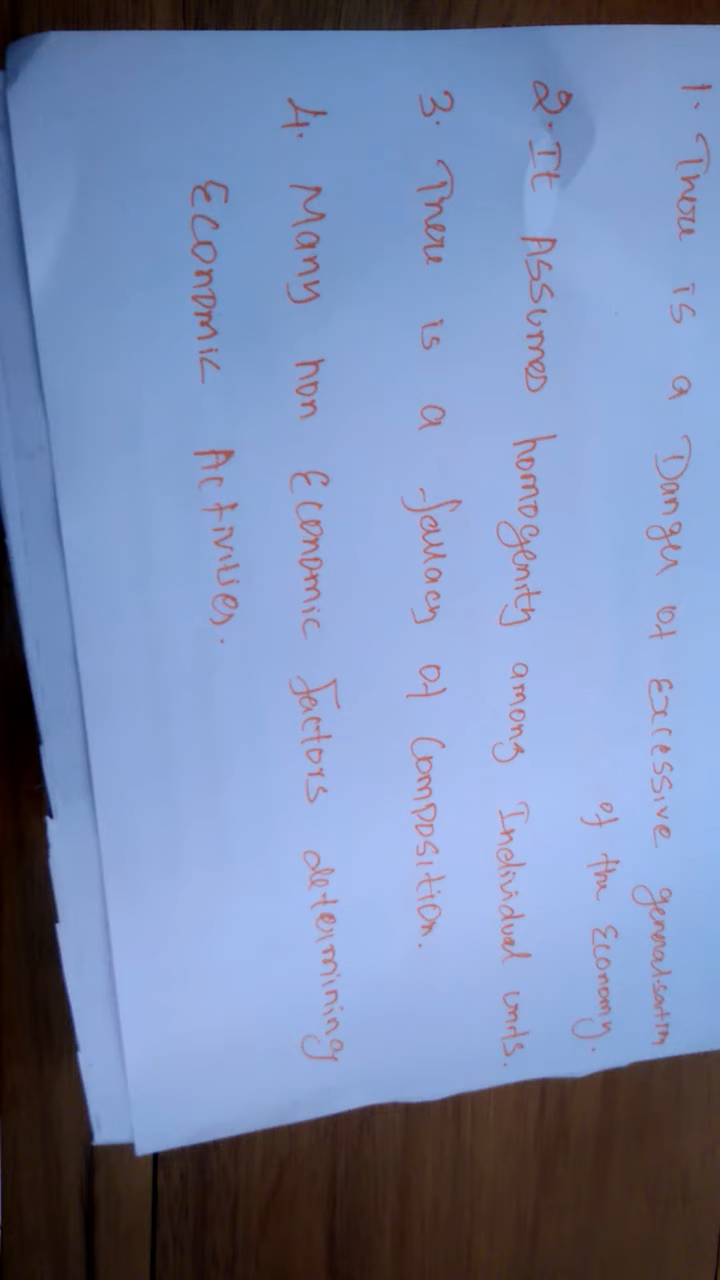 1. There is a Danger of Excessive generalisation
of the Economy.
2. It Assumes homogenity among Individual units.
3. There is a fallacy of Composition.
4. Many non Economic factors determining
Economic Activities.